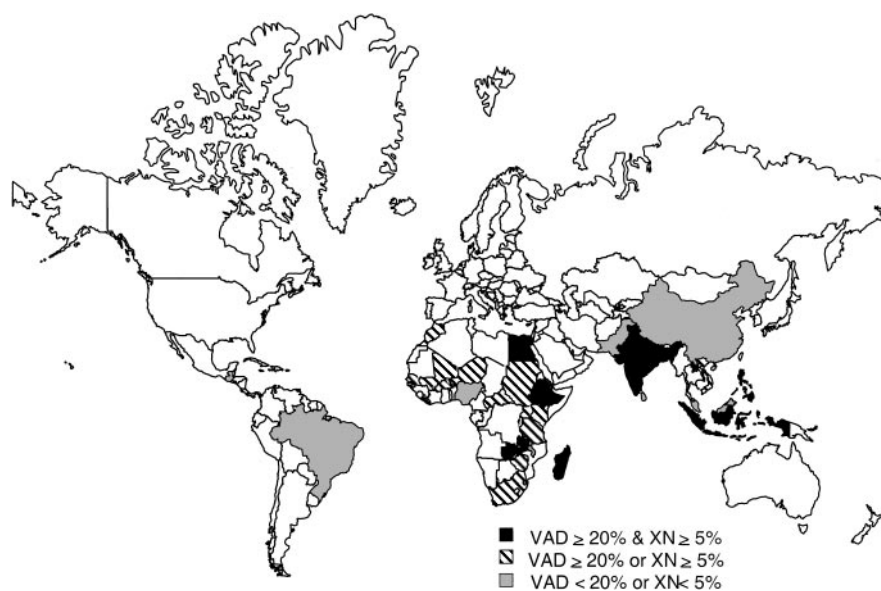 VAD ≥ 20% & XN ≥ 5%
VAD ≥ 20% or XN ≥ 5%
VAD < 20% or XN< 5%